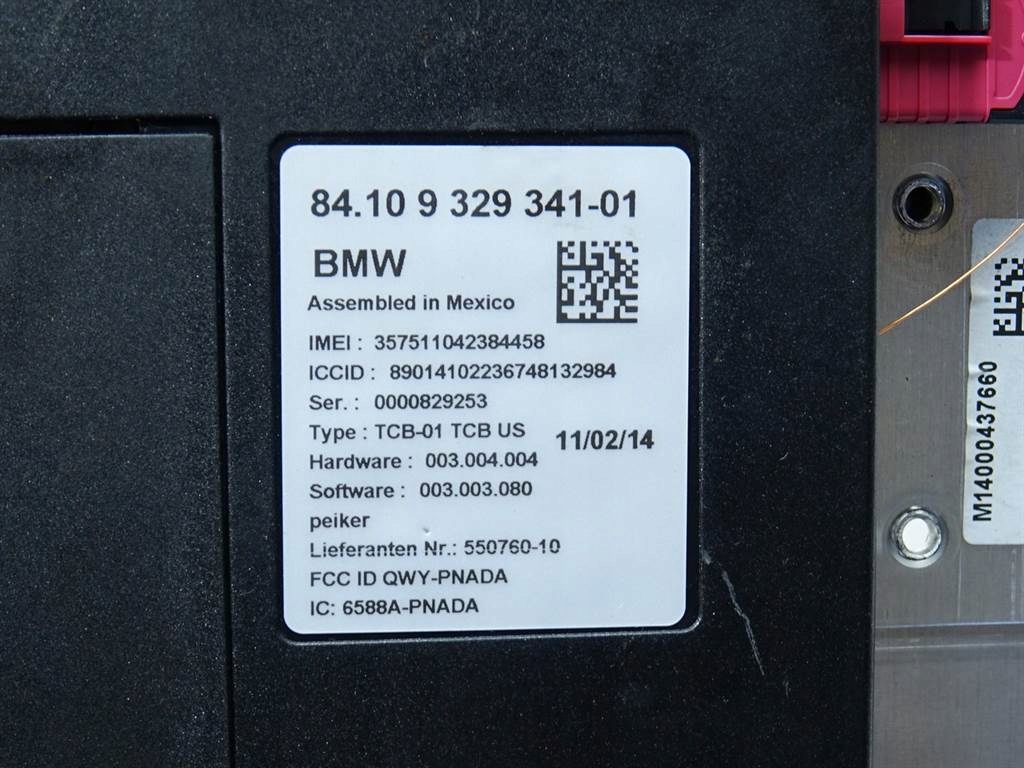 84.10 9 329 341-01
BMW
Assembled in Mexico
IMEI : 357511042384458
ICCID : 89014102236748132984
Ser. : 0000829253
Type : TCB-01 TCB US
11/02/14
Hardware : 003.004.004
Software : 003.003.080
peiker
Lieferanten Nr.: 550760-10
FCC ID QWY-PNADA
IC: 6588A-PNADA
M14000437660